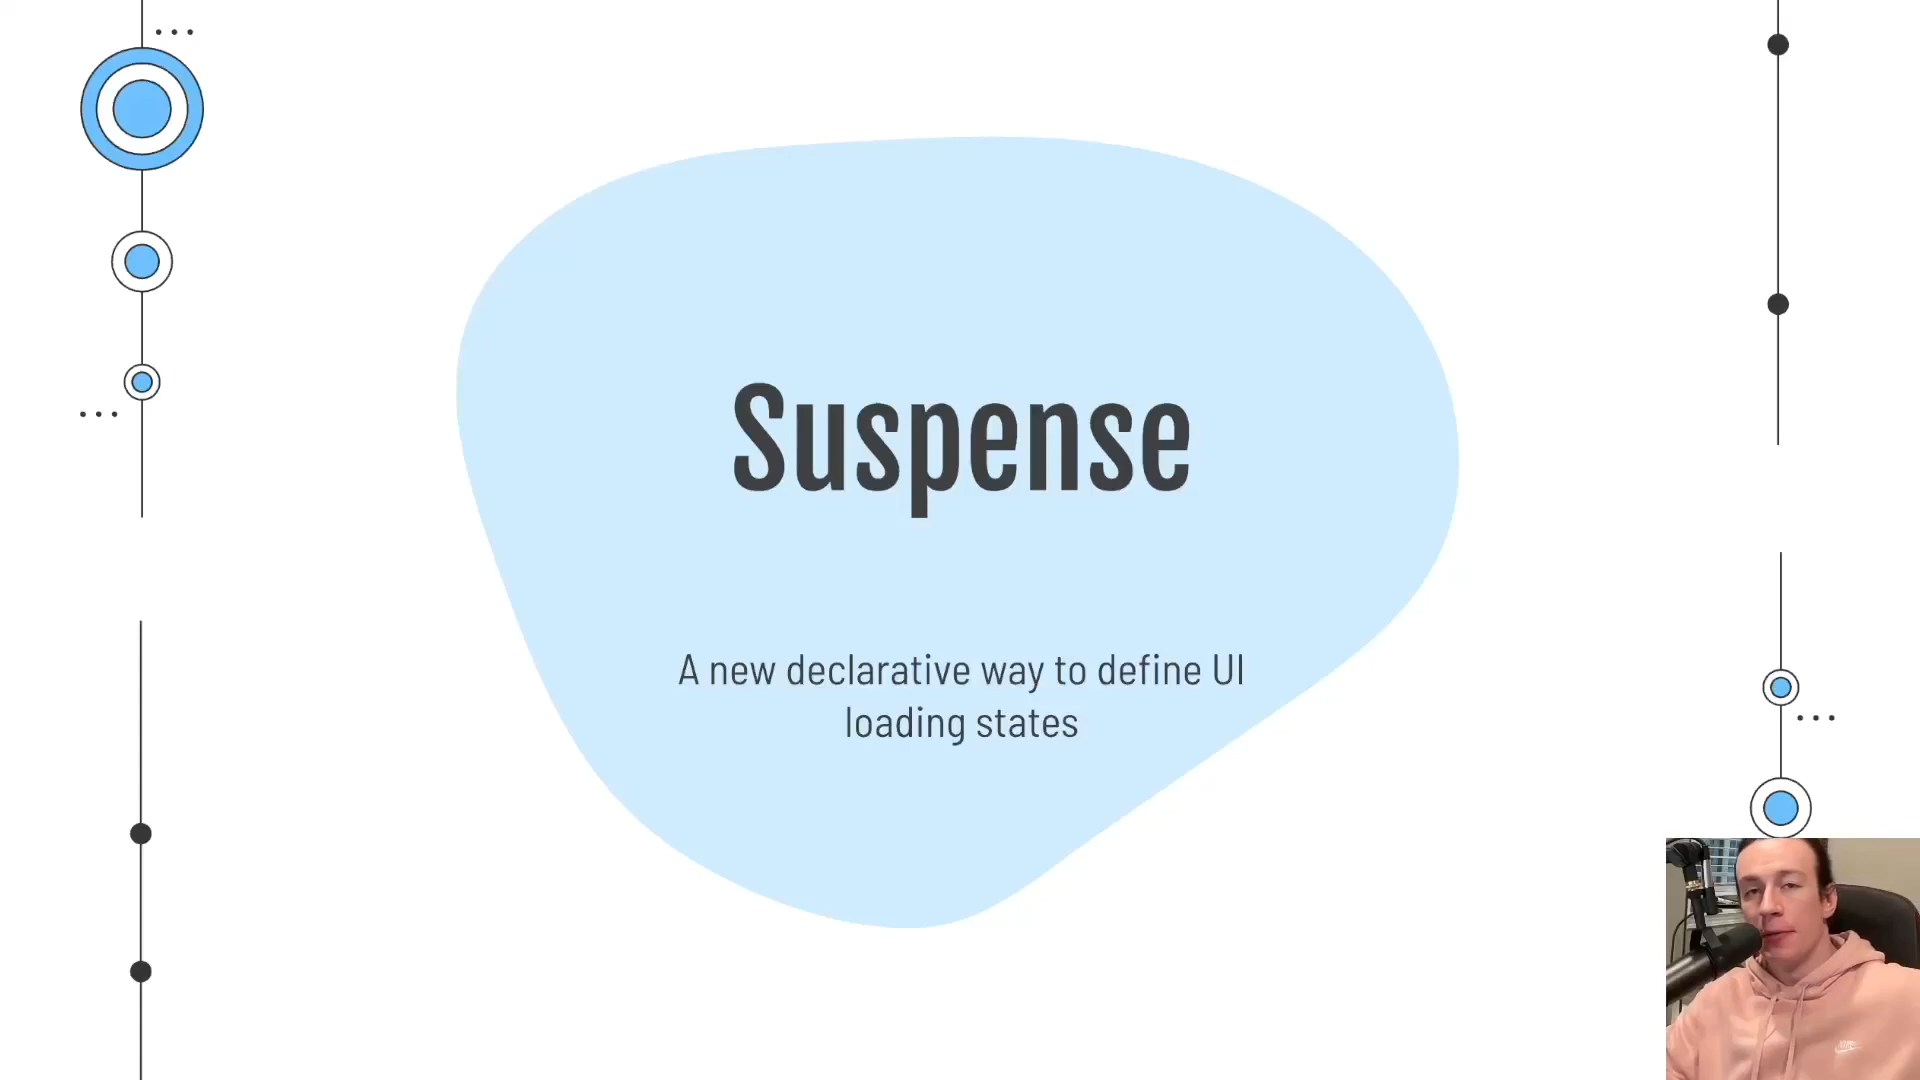 Suspense
A new declarative way to define UI
loading states